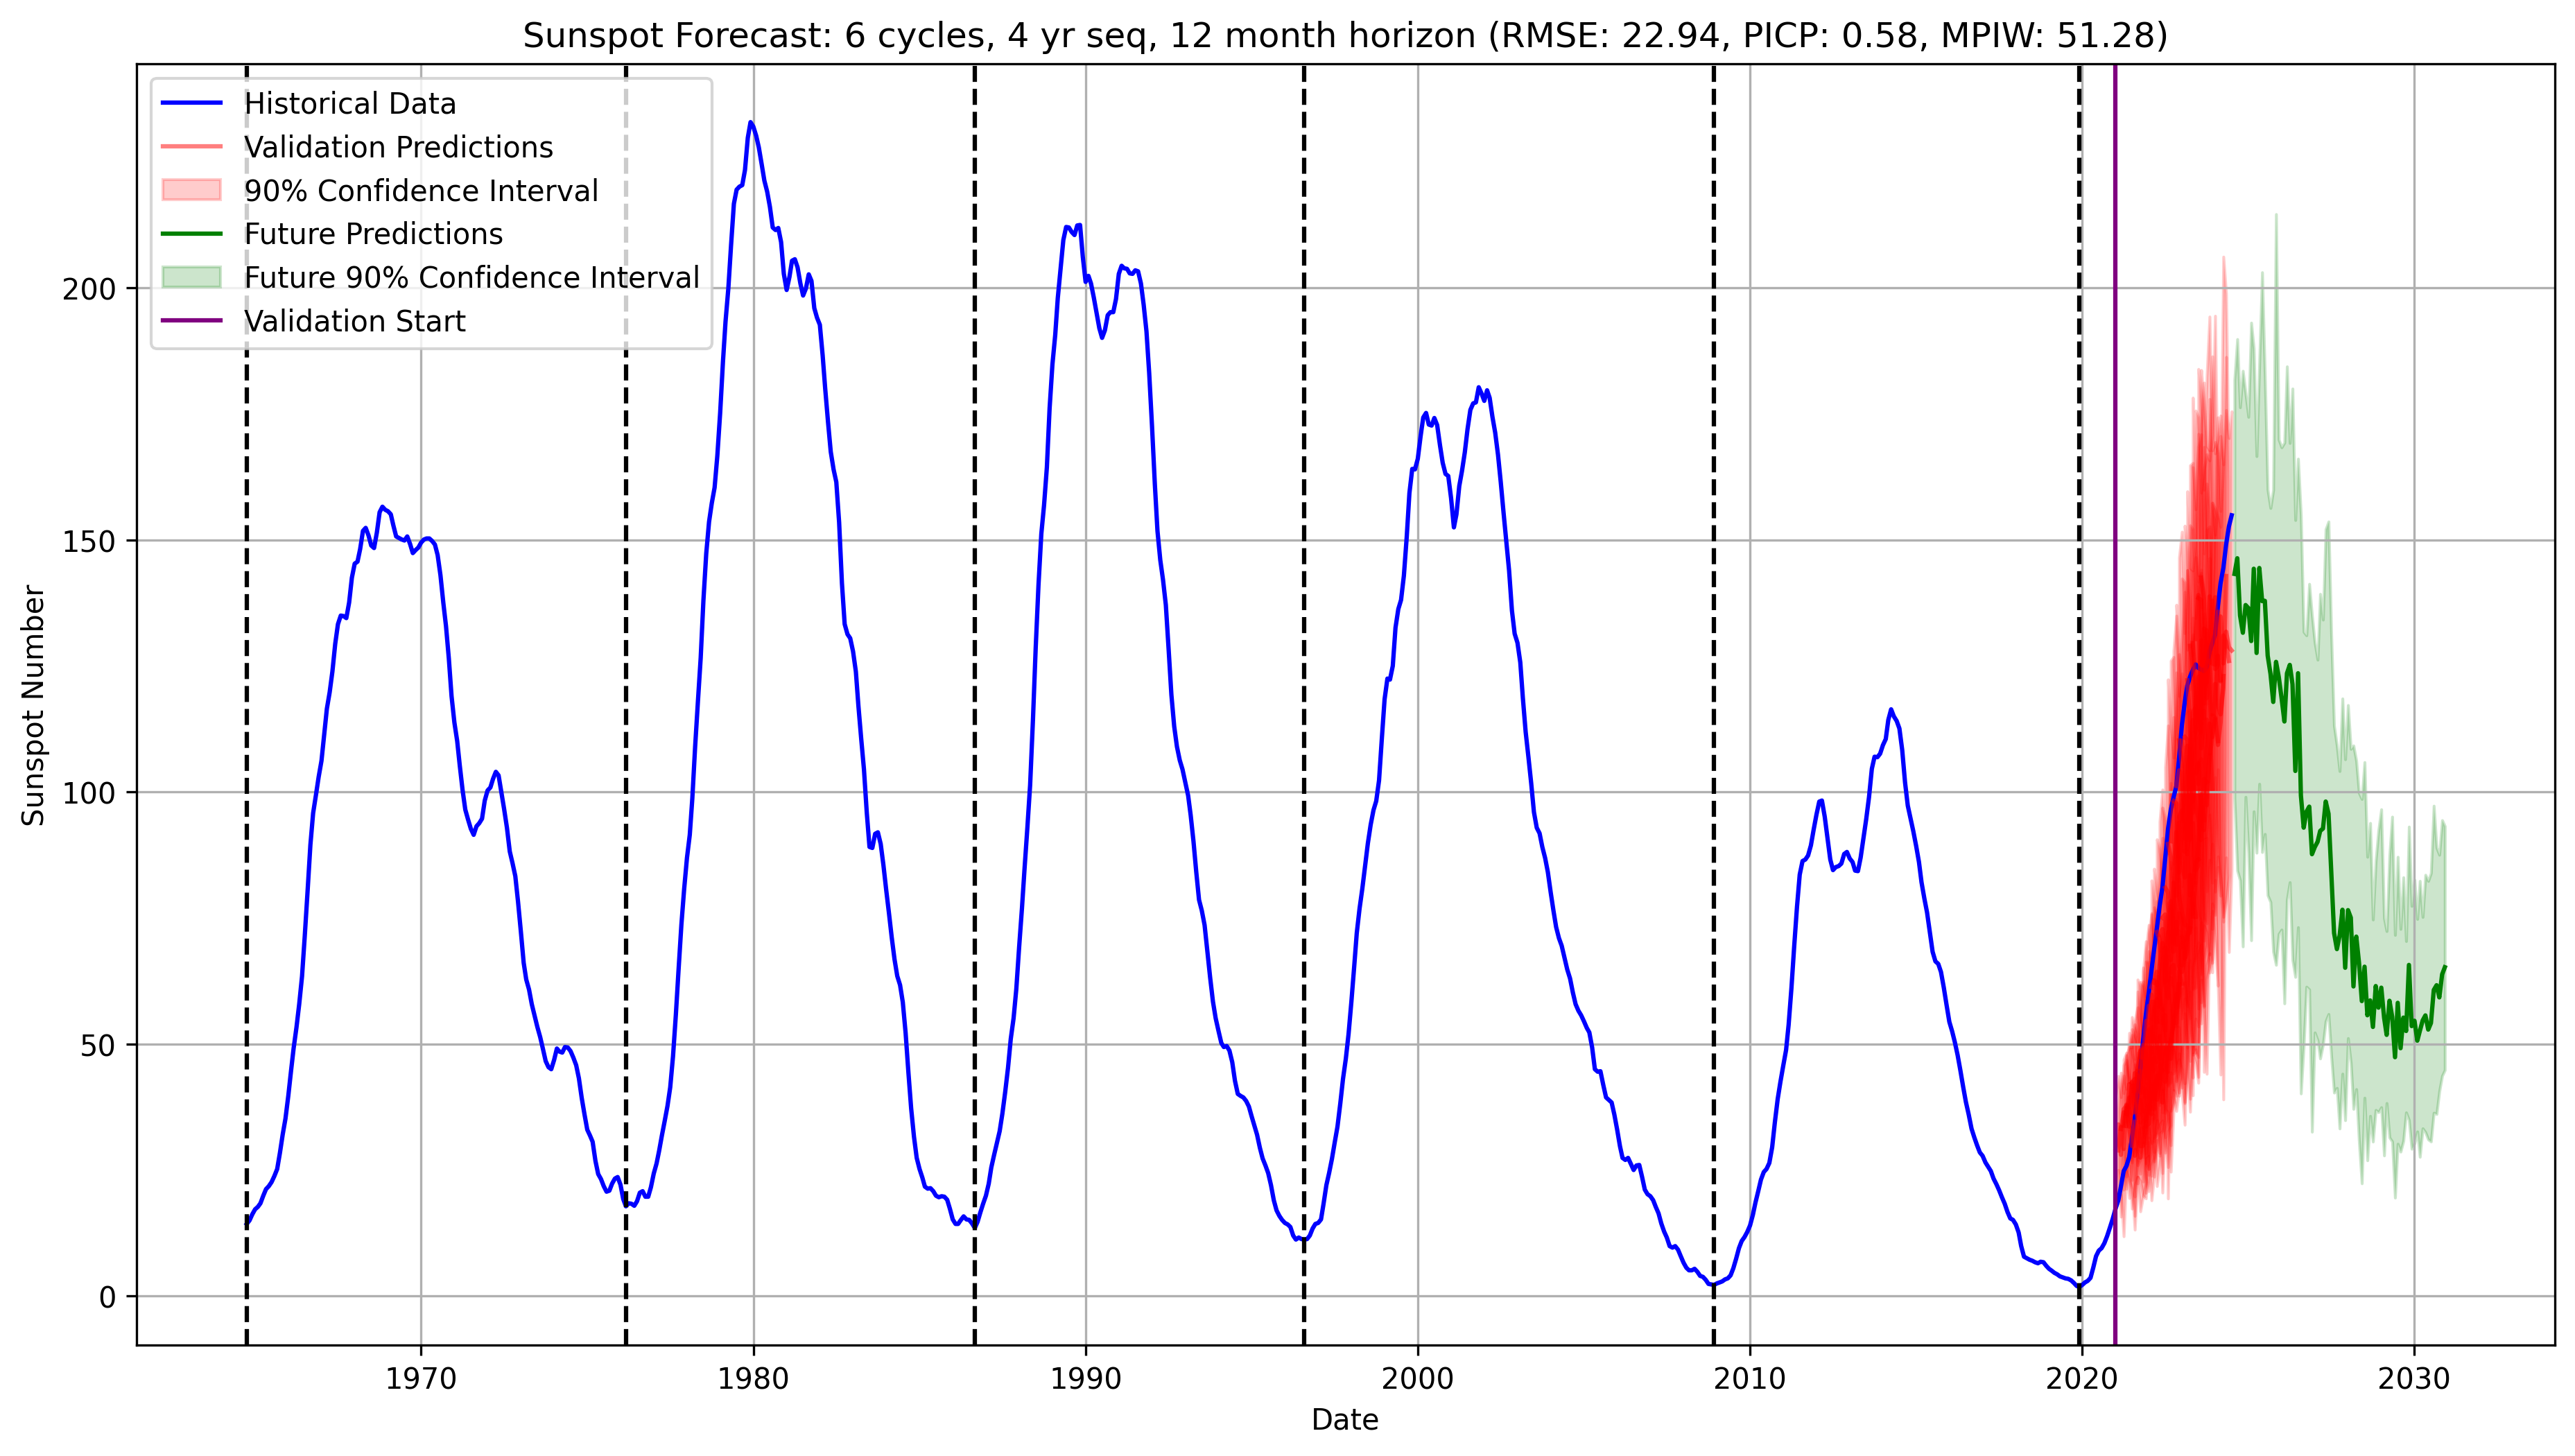 Sunspot Forecast: 6 cycles, 4 yr seq, 12 month horizon (RMSE: 22.94, PICP: 0.58, MPIW: 51.28)
Historical Data
Validation Predictions
90% Confidence Interval
Future Predictions
Future 90% Confidence Interval
Validation Start
Sunspot Number
200
150
100
50
0
1970 1980 1990 2000 2010 2020 2030
Date